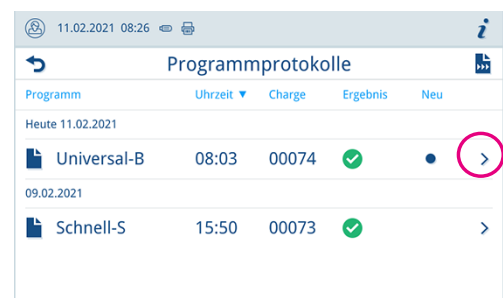 11.02.2021 08:26 i
Programmprotokolle
Programm Uhrzeit ▼ Charge Ergebnis Neu
Heute 11.02.2021
Universal-B 08:03 00074
09.02.2021
Schnell-S 15:50 00073